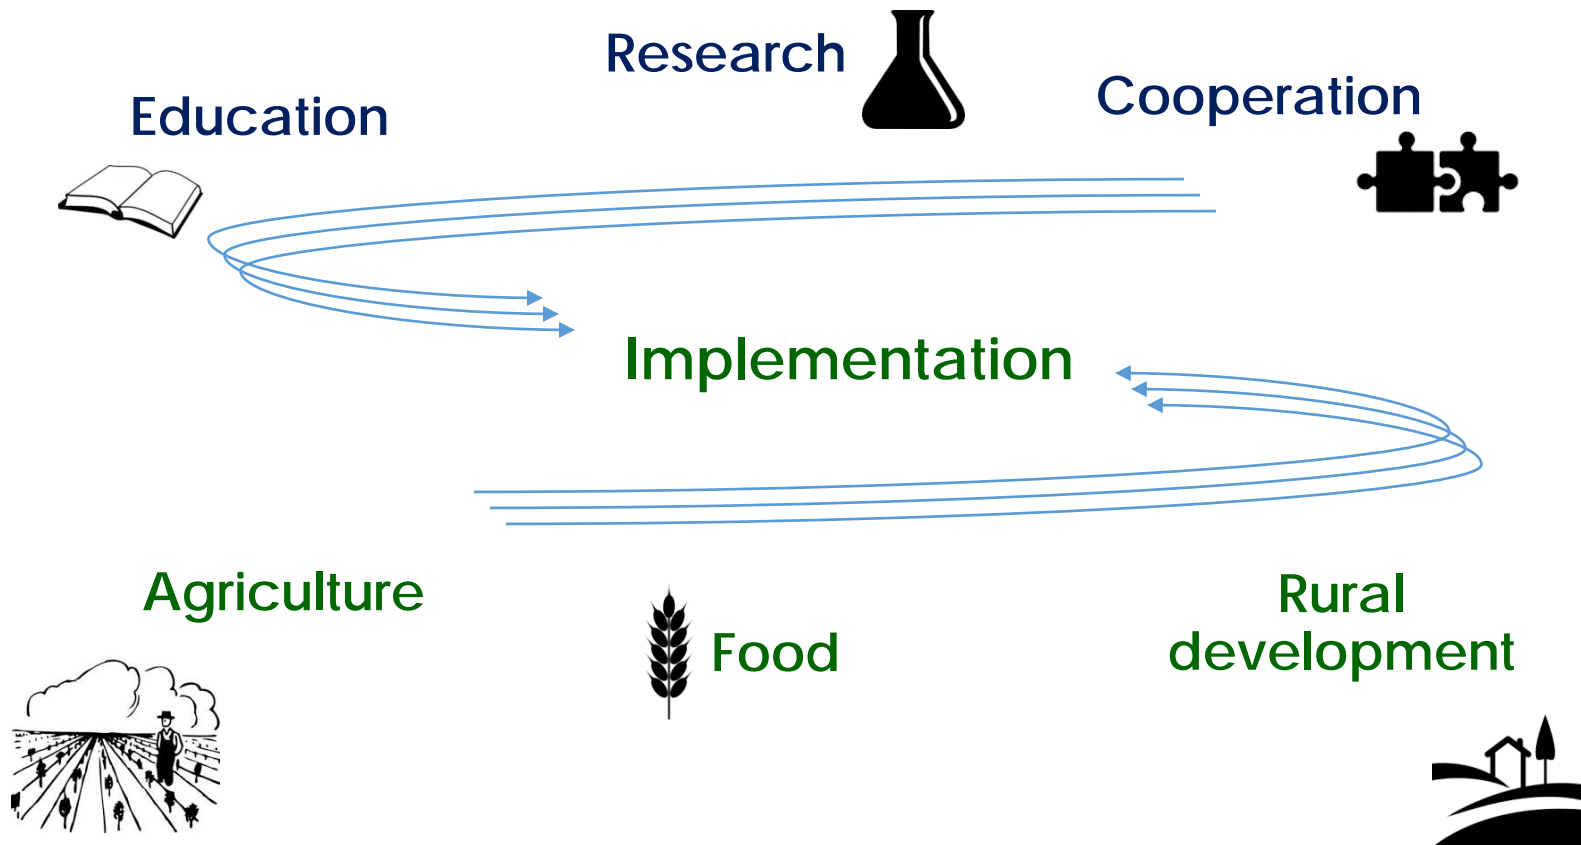 Research
Education
Cooperation
Implementation
Agriculture
Food
Rural
development